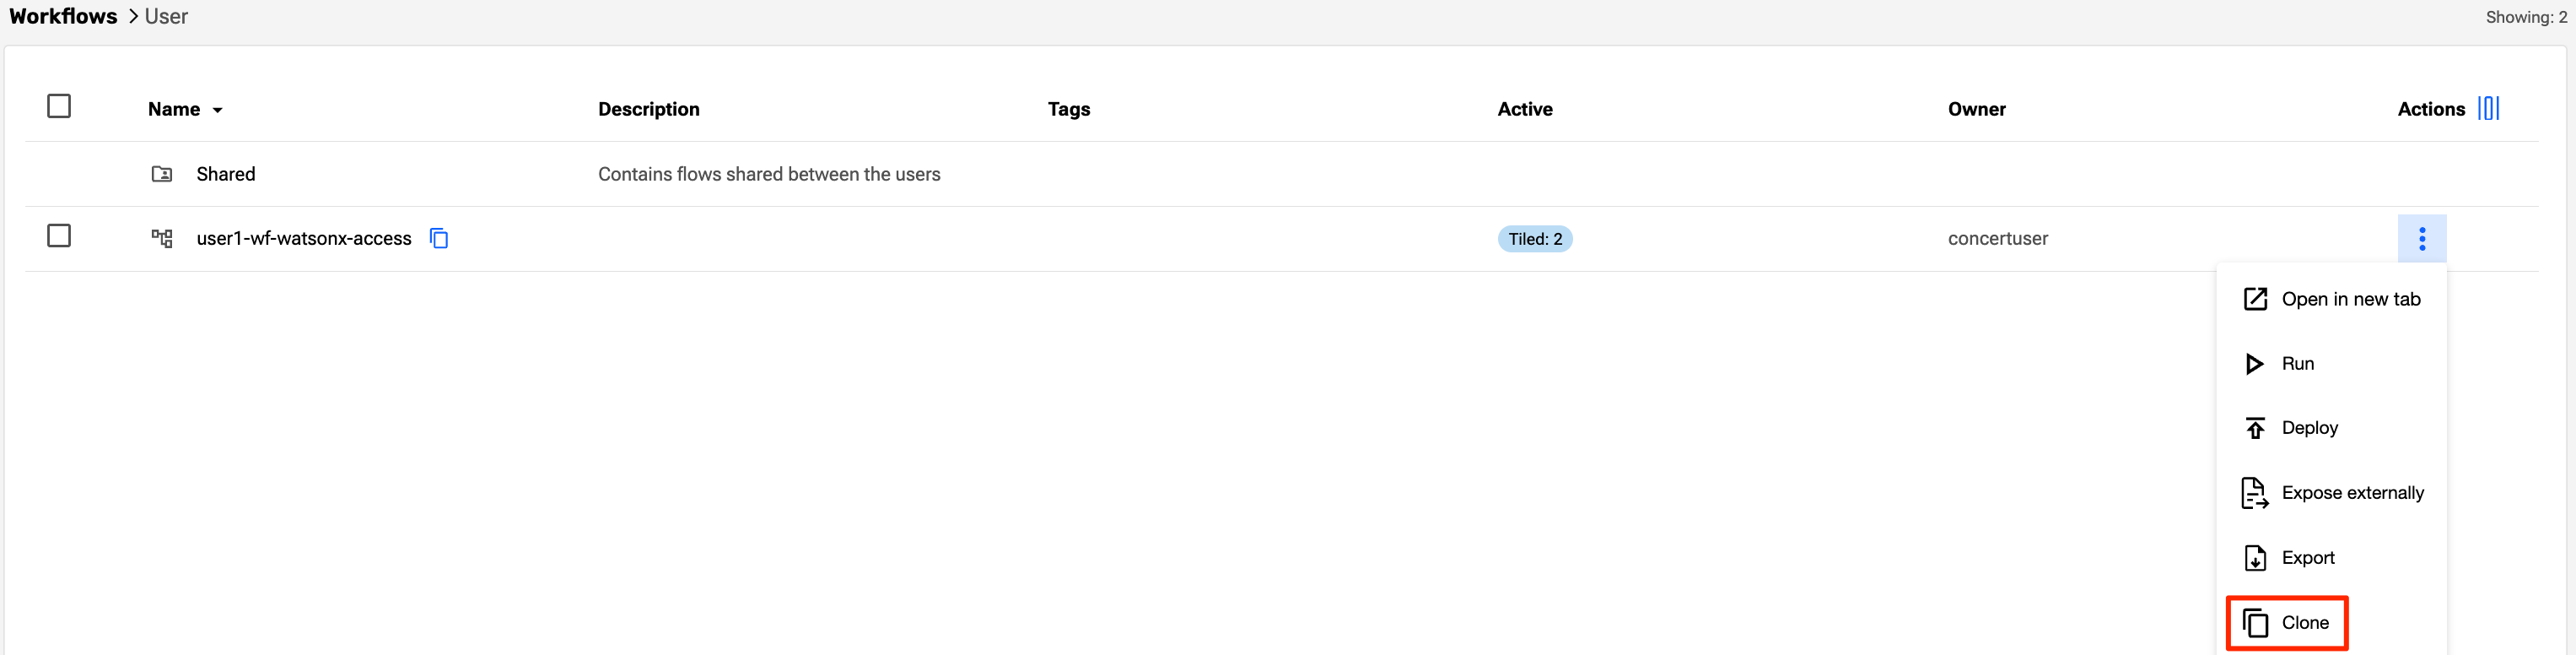 Workflows > User
Showing: 2
Name Description Tags Active Owner Actions
Shared Contains flows shared between the users
user1-wf-watsonx-access Tiled: 2 concertuser
Open in new tab
Run
Deploy
Expose externally
Export
Clone